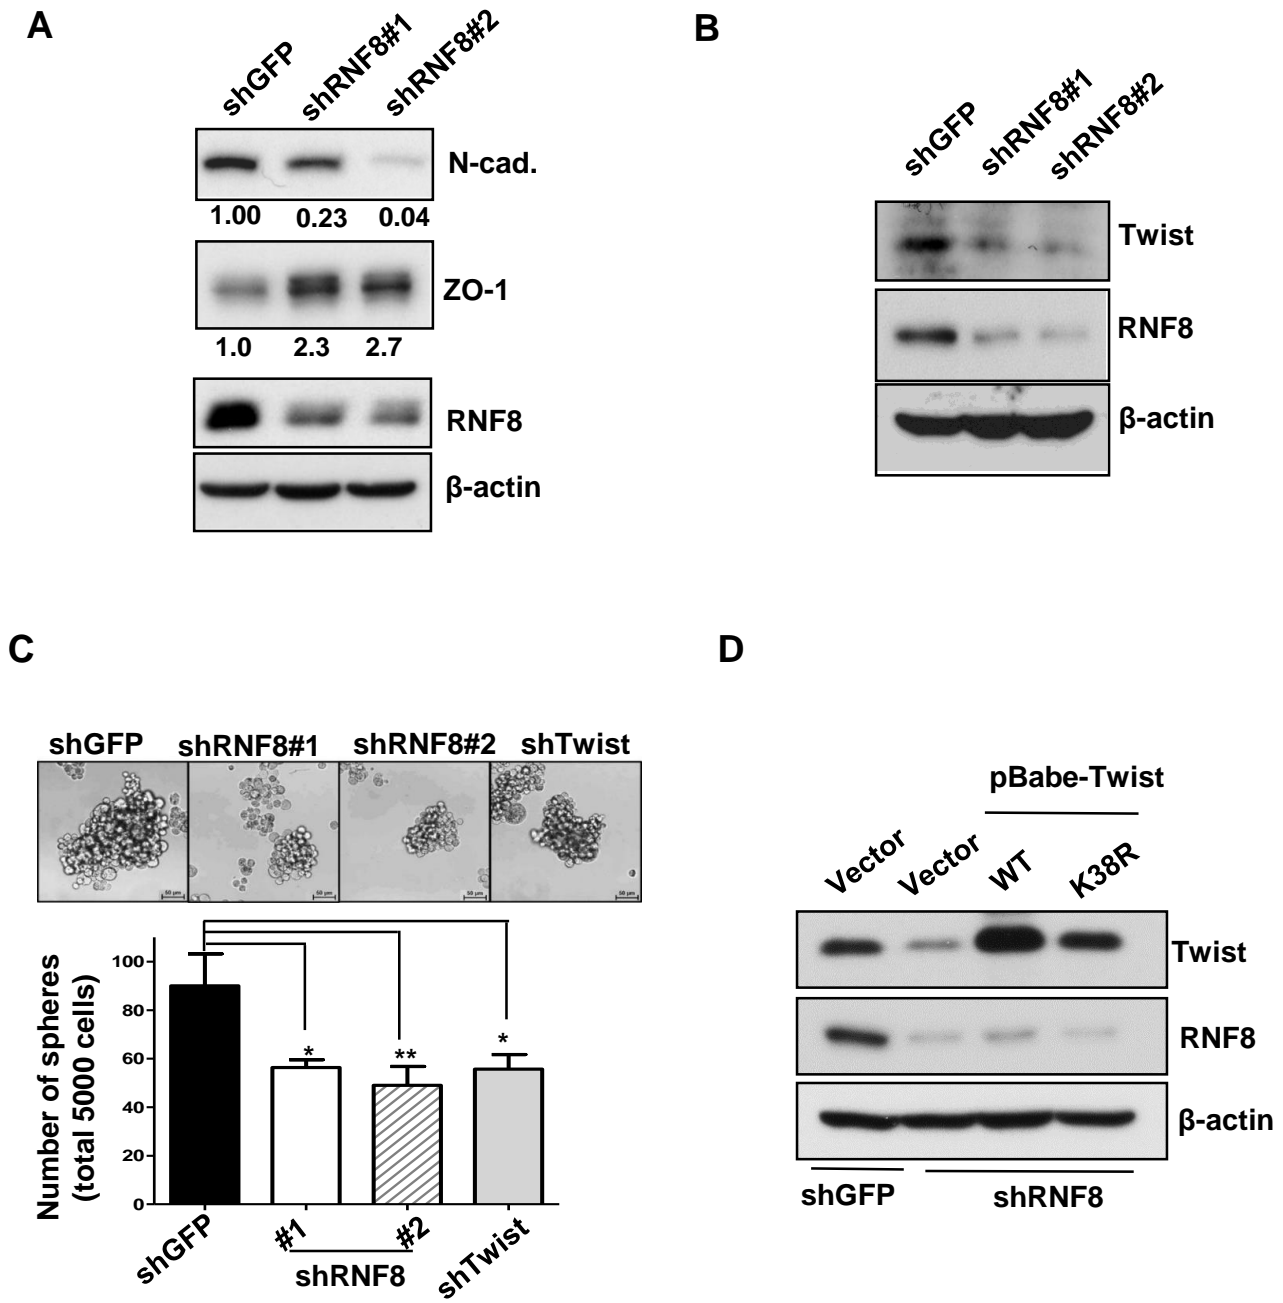 A
shGFP shRNF8#1 shRNF8#2
N-cad.
1.00 0.23 0.04
ZO-1
1.0 2.3 2.7
RNF8
β-actin
B
shGFP shRNF8#1 shRNF8#2
Twist
RNF8
β-actin
C
shGFP shRNF8#1 shRNF8#2 shTwist
50 µm 50 µm 50 µm 50 µm
Number of spheres
(total 5000 cells)
100
80
60
40
20
0
* ** *
shGFP #1 #2 shTwist
shRNF8
D
pBabe-Twist
Vector Vector WT K38R
Twist
RNF8
β-actin
shGFP shRNF8